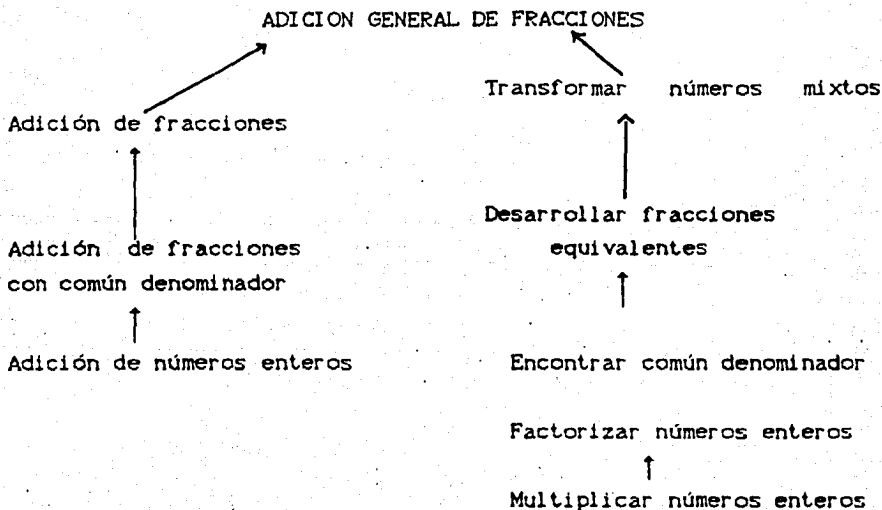 ADICION GENERAL DE FRACCIONES
Transformar números mixtos
Adición de fracciones
Desarrollar fracciones
equivalentes
Adición de fracciones
con común denominador
Adición de números enteros
Encontrar común denominador
Factorizar números enteros
Multiplicar números enteros